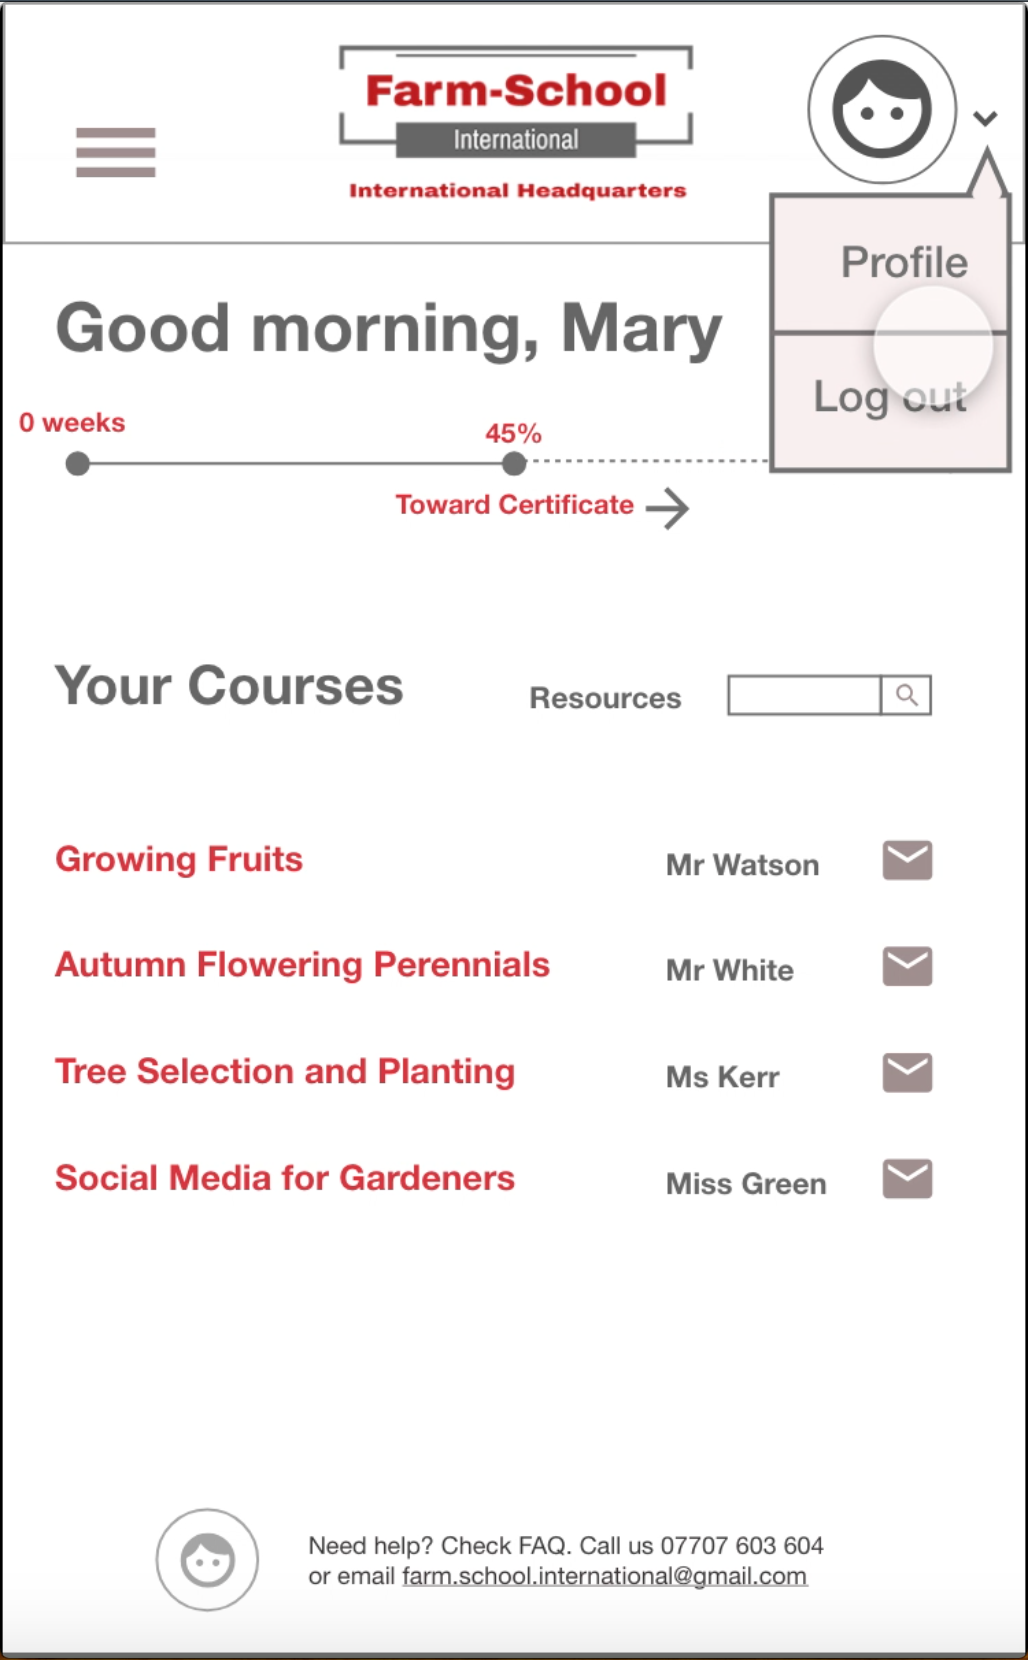 Farm-School
International
International Headquarters
Profile
Log out
Good morning, Mary
0 weeks
45%
Toward Certificate
Your Courses
Resources
Growing Fruits
Mr Watson
Autumn Flowering Perennials
Mr White
Tree Selection and Planting
Ms Kerr
Social Media for Gardeners
Miss Green
Need help? Check FAQ. Call us 07707 603 604
or email farm.school.international@gmail.com